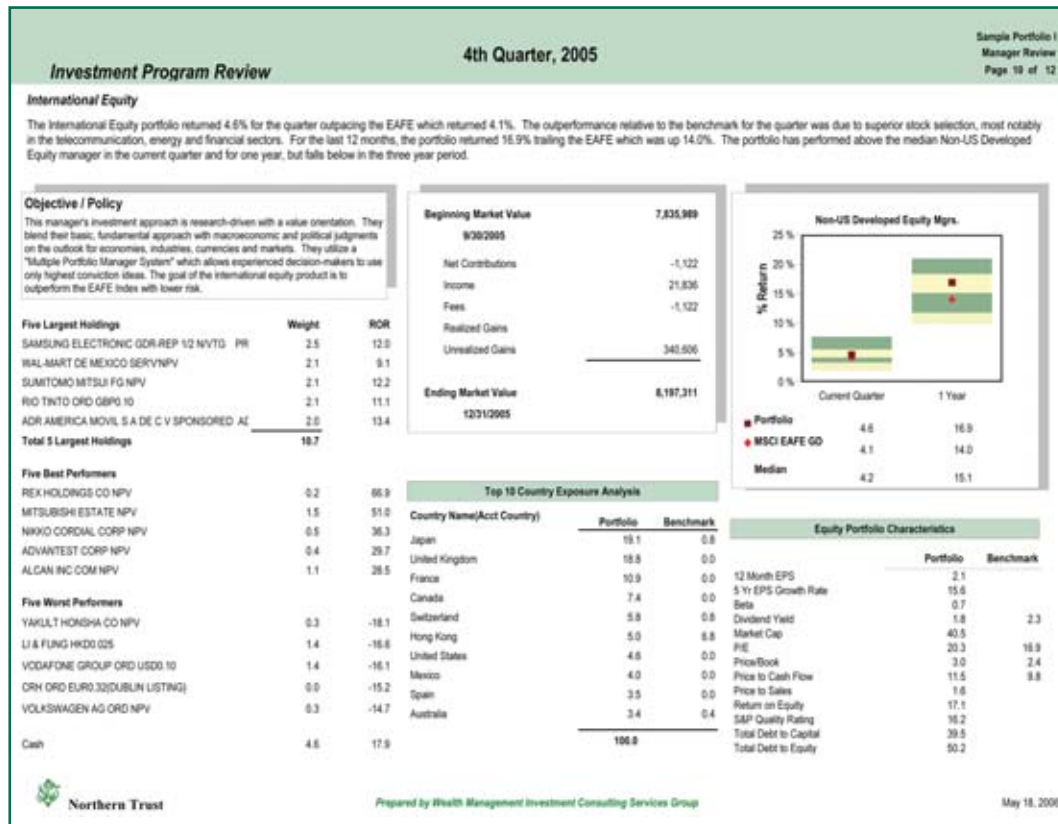 Investment Program Review
4th Quarter, 2005
Sample Portfolio I
Manager Review
Page 10 of 12
International Equity
The International Equity portfolio returned 4.6% for the quarter outpacing the EAFE which returned 4.1%. The outperformance relative to the benchmark for the quarter was due to superior stock selection, most notably
in the telecommunication, energy and financial sectors. For the last 12 months, the portfolio returned 16.9% trailing the EAFE which was up 14.0%. The portfolio has performed above the median Non-US Developed
Equity manager in the current quarter and for one year, but falls below in the three year period.
Objective / Policy
This manager's investment approach is research-driven with a value orientation. They
blend their basic, fundamental approach with macroeconomic and political judgments
on the outlook for economies, industries, currencies and markets. They utilize a
"Multiple Portfolio Manager System" which allows experienced decision-makers to use
only highest conviction ideas. The goal of the international equity product is to
outperform the EAFE Index with lower risk.
Five Largest Holdings Weight ROR
SAMSUNG ELECTRONIC GDR-REP 1/2 N/VTG PR 2.5 12.0
WAL-MART DE MEXICO SER'V'NPV 2.1 9.1
SUMITOMO MITSUI FG NPV 2.1 12.2
RIO TINTO ORD GBP0.10 2.1 11.1
ADR AMERICA MOVIL S A DE C V SPONSORED AD 2.0 13.4
Total 5 Largest Holdings 10.7
Five Best Performers
REX HOLDINGS CO NPV 0.2 66.9
MITSUBISHI ESTATE NPV 1.5 51.0
NIKKO CORDIAL CORP NPV 0.5 36.3
ADVANTEST CORP NPV 0.4 29.7
ALCAN INC COM NPV 1.1 28.5
Five Worst Performers
YAKULT HONSHA CO NPV 0.3 -18.1
LI & FUNG HKD0.025 1.4 -16.6
VODAFONE GROUP ORD USD0.10 1.4 -16.1
CRH ORD EUR0.32(DUBLIN LISTING) 0.0 -15.2
VOLKSWAGEN AG ORD NPV 0.3 -14.7
Cash 4.6 17.9
Beginning Market Value 7,835,989
9/30/2005
Net Contributions -1,122
Income 21,836
Fees -1,122
Realized Gains
Unrealized Gains 340,606
Ending Market Value 8,197,311
12/31/2005
Top 10 Country Exposure Analysis
Country Name(Acct Country) Portfolio Benchmark
Japan 19.1 0.8
United Kingdom 18.8 0.0
France 10.9 0.0
Canada 7.4 0.0
Switzerland 5.8 0.8
Hong Kong 5.0 6.8
United States 4.6 0.0
Mexico 4.0 0.0
Spain 3.5 0.0
Australia 3.4 0.4
100.0
Non-US Developed Equity Mgrs.
% Return
25 %
20 %
15 %
10 %
5 %
0 %
Current Quarter 1 Year
Portfolio 4.6 16.9
MSCI EAFE GD 4.1 14.0
Median 4.2 15.1
Equity Portfolio Characteristics
Portfolio Benchmark
12 Month EPS 2.1
5 Yr EPS Growth Rate 15.6
Beta 0.7
Dividend Yield 1.8 2.3
Market Cap 40.5
P/E 20.3 16.9
Price/Book 3.0 2.4
Price to Cash Flow 11.5 9.8
Price to Sales 1.6
Return on Equity 17.1
S&P Quality Rating 16.2
Total Debt to Capital 39.5
Total Debt to Equity 50.2
Northern Trust
Prepared by Wealth Management Investment Consulting Services Group
May 18, 2006